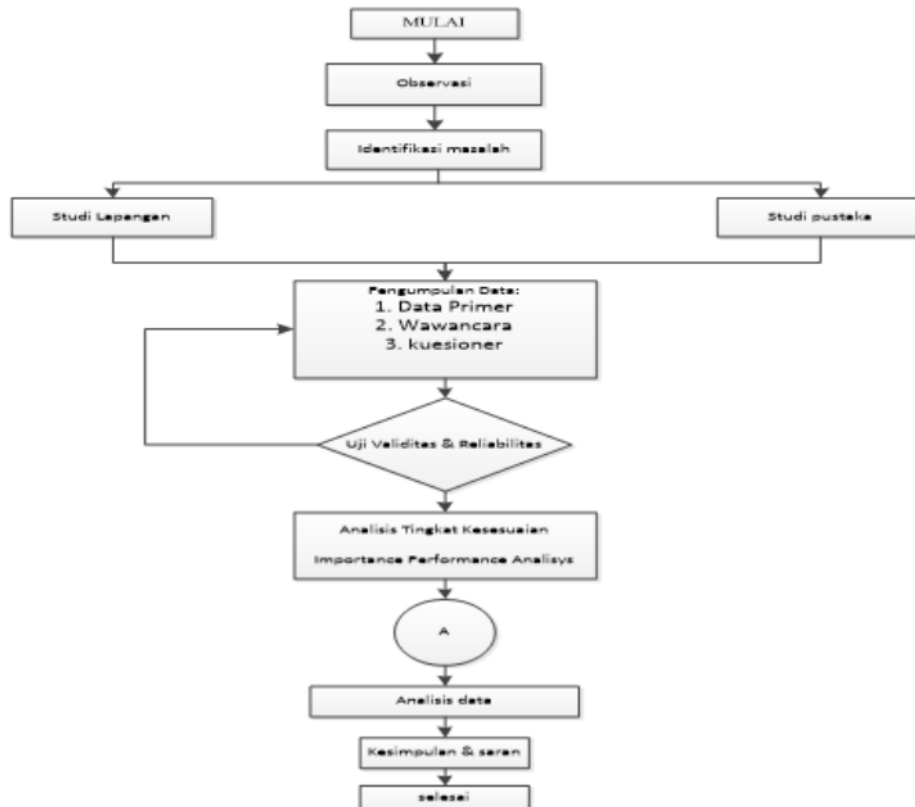 MULAI
Observasi
Identifikasi masalah
Studi Lapangan
Studi pustaka
Pengumpulan Data:
1. Data Primer
2. Wawancara
3. kuesioner
Uji Validitas & Reliabilitas
Analisis Tingkat Kesesuaian
Importance Performance Analisys
A
Analisis data
Kesimpulan & saran
selesai